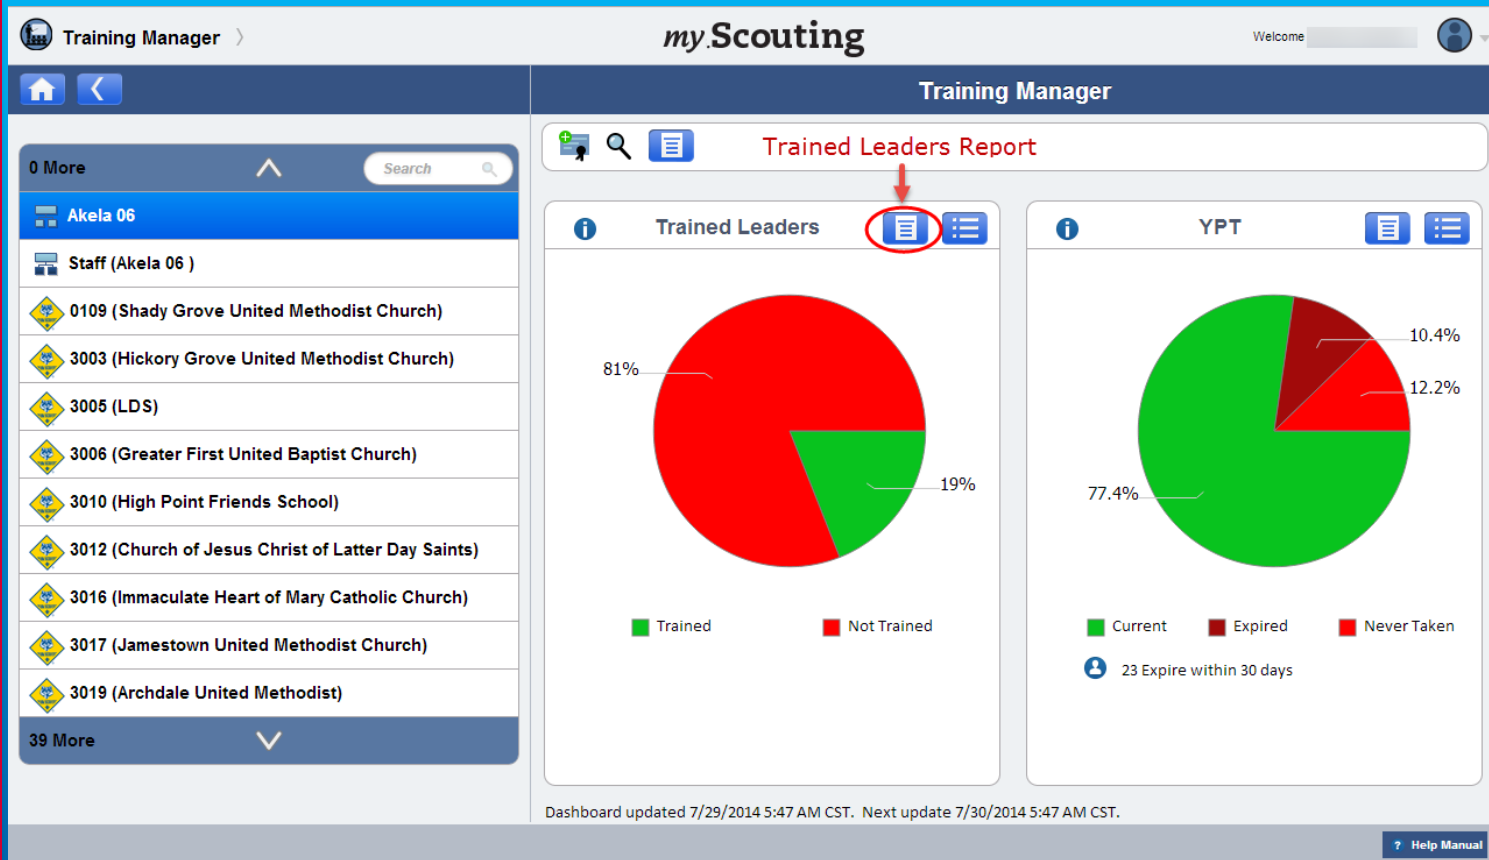 Training Manager
my.Scouting
Welcome
Training Manager
0 More
Search
Akela 06
Staff (Akela 06 )
0109 (Shady Grove United Methodist Church)
3003 (Hickory Grove United Methodist Church)
3005 (LDS)
3006 (Greater First United Baptist Church)
3010 (High Point Friends School)
3012 (Church of Jesus Christ of Latter Day Saints)
3016 (Immaculate Heart of Mary Catholic Church)
3017 (Jamestown United Methodist Church)
3019 (Archdale United Methodist)
39 More
Trained Leaders Report
Trained Leaders
81%
19%
Trained
Not Trained
YPT
10.4%
12.2%
77.4%
Current
Expired
Never Taken
23 Expire within 30 days
Dashboard updated 7/29/2014 5:47 AM CST. Next update 7/30/2014 5:47 AM CST.
? Help Manual